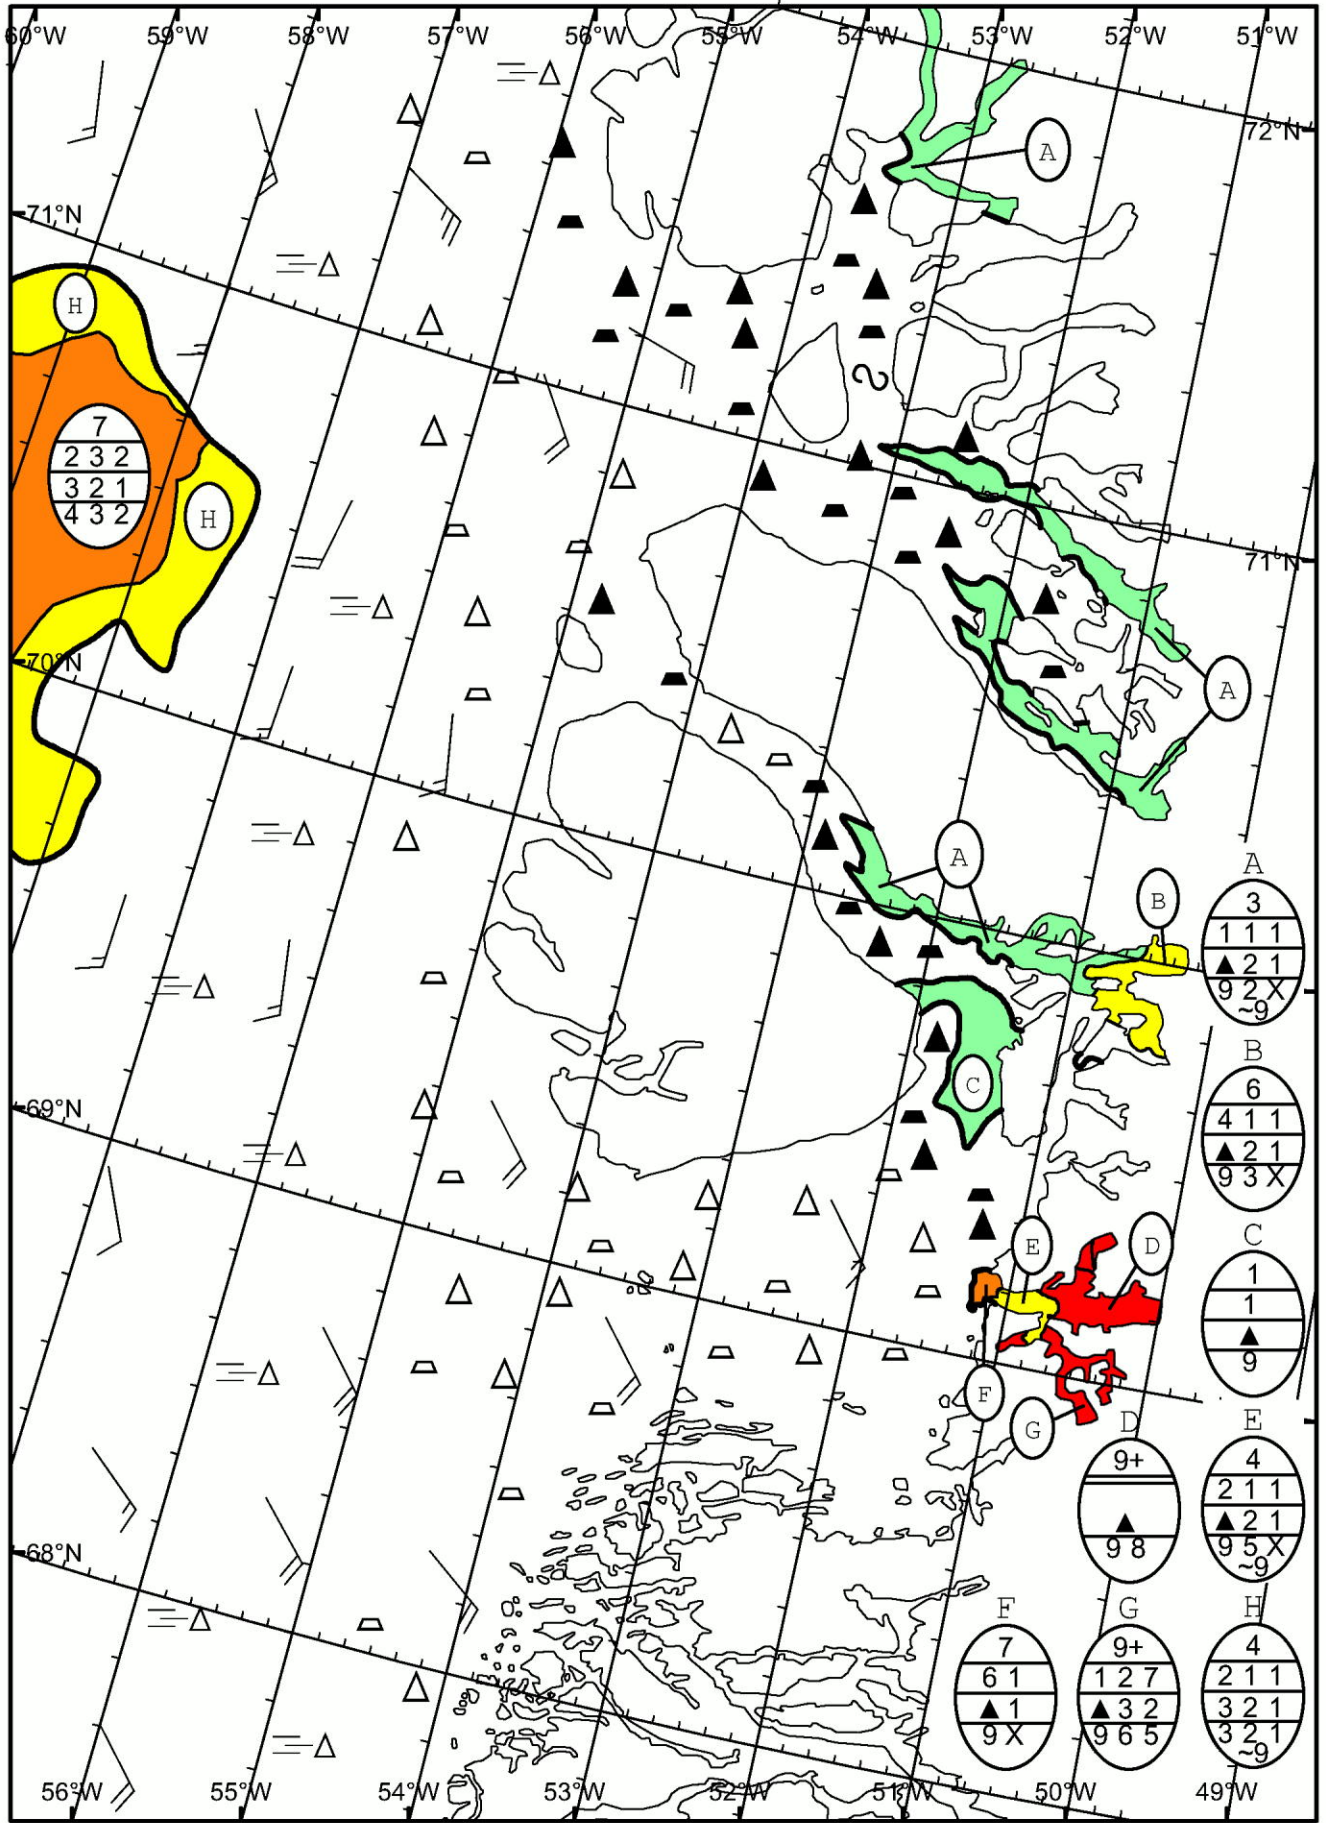 60°W 59°W 58°W 57°W 56°W 55°W 54°W 53°W 52°W 51°W
72°N
A
71°N
H
7
2 3 2
3 2 1
4 3 2
H
71°N
70°N
A
A
B
A
3
1 1 1
▲ 2 1
9 2 X
~9
C
B
6
4 1 1
▲ 2 1
9 3 X
69°N
E
D
C
1
1
▲
9
F
G
D
9+
▲
9 8
E
4
2 1 1
▲ 2 1
9 5 X
~9
68°N
F
7
6 1
▲ 1
9 X
G
9+
1 2 7
▲ 3 2
9 6 5
H
4
2 1 1
3 2 1
3 2 1
~9
56°W 55°W 54°W 53°W 52°W 51°W 50°W 49°W